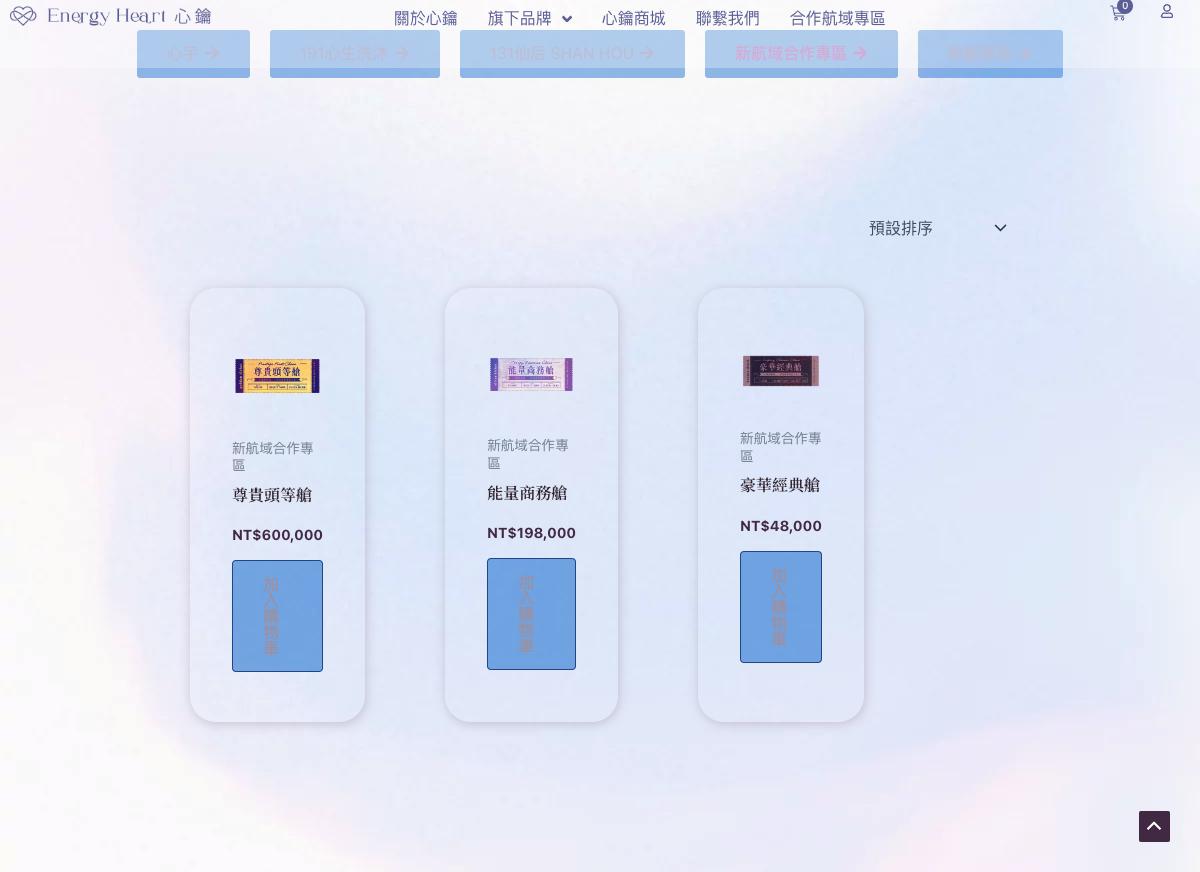 Energy Heart 心鑰
關於心鑰
旗下品牌
心鑰商城
聯繫我們
合作航域專區
0
心宇
191心生活沐
131仙后 SHAN HOU
新航域合作專區
預設排序
尊貴頭等艙
能量商務艙
豪華經典艙
新航域合作專
區
尊貴頭等艙
NT$600,000
加入購物車
新航域合作專
區
能量商務艙
NT$198,000
加入購物車
新航域合作專
區
豪華經典艙
NT$48,000
加入購物車